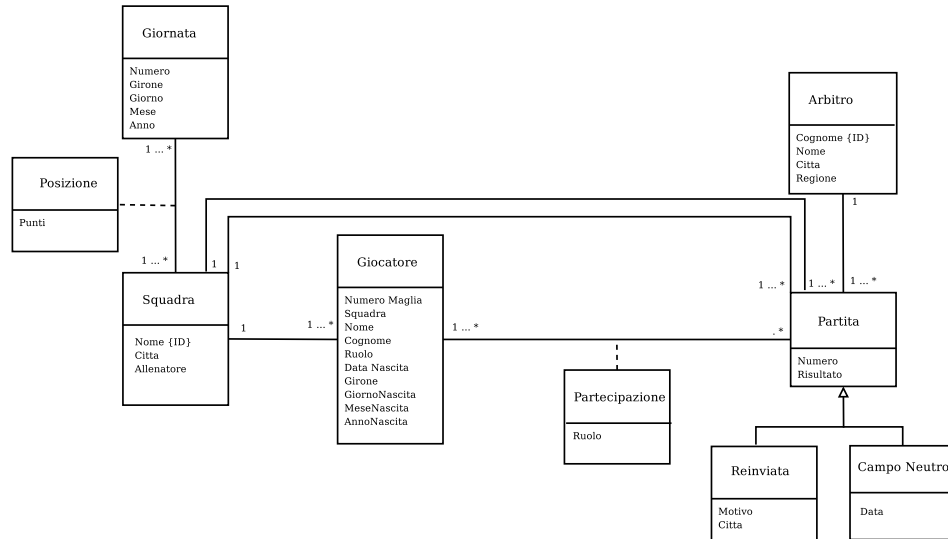 Giornata
Numero
Girone
Giorno
Mese
Anno
1 ... *
Posizione
Punti
1 ... *
1
1
Squadra
Nome {ID}
Citta
Allenatore
1
1 ... *
Giocatore
Numero Maglia
Squadra
Nome
Cognome
Ruolo
Data Nascita
Girone
GiornoNascita
MeseNascita
AnnoNascita
1 ... *
. *
Partecipazione
Ruolo
Arbitro
Cognome {ID}
Nome
Citta
Regione
1
1 ... *
1 ... *
1 ... *
Partita
Numero
Risultato
Reinviata
Motivo
Citta
Campo Neutro
Data